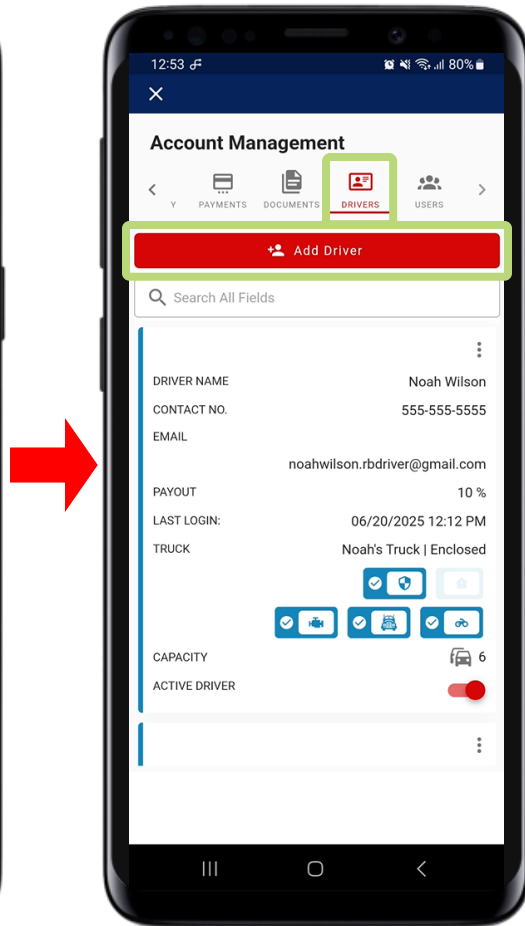 12:53
80%
Account Management
Y PAYMENTS DOCUMENTS DRIVERS USERS
Add Driver
Search All Fields
DRIVER NAME Noah Wilson
CONTACT NO. 555-555-5555
EMAIL
noahwilson.rbdriver@gmail.com
PAYOUT 10 %
LAST LOGIN: 06/20/2025 12:12 PM
TRUCK Noah's Truck | Enclosed
CAPACITY 6
ACTIVE DRIVER